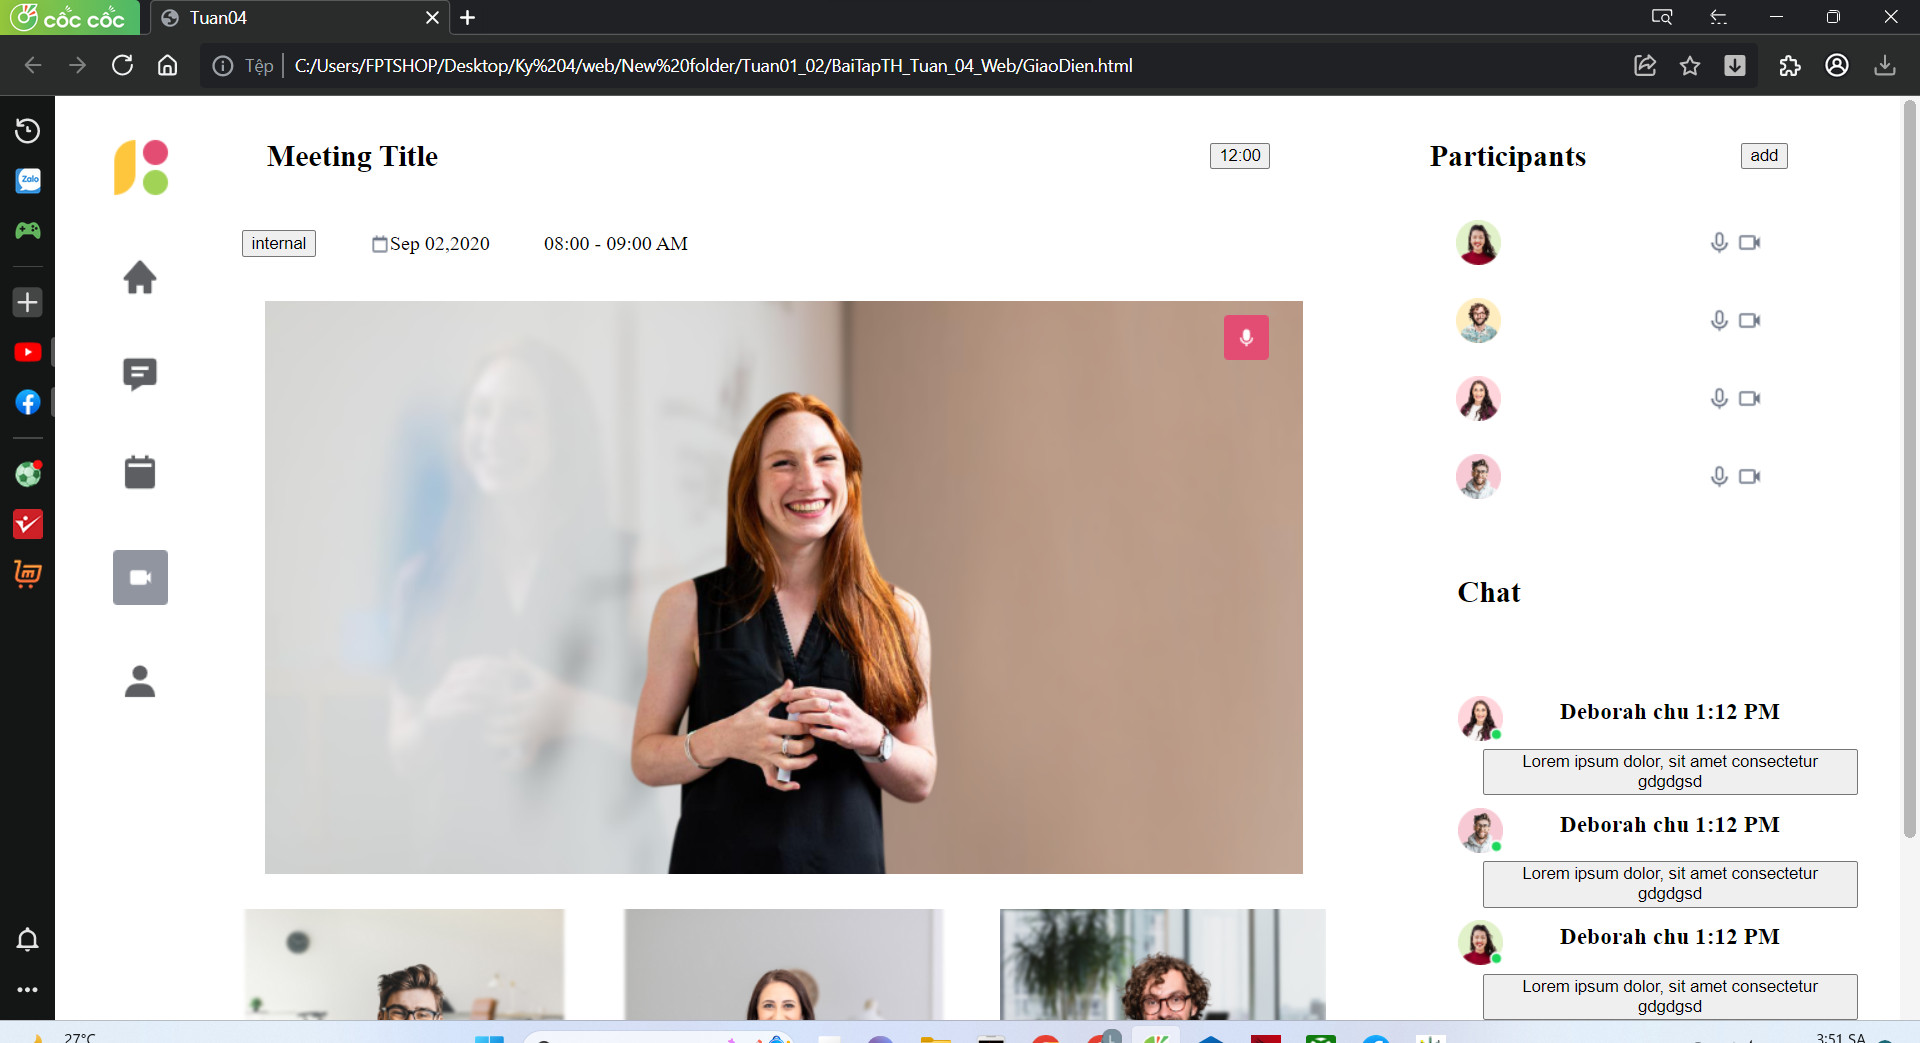 cốc cốc
Tuan04
Tệp
C:/Users/FPTSHOP/Desktop/Ky%204/web/New%20folder/Tuan01_02/BaiTapTH_Tuan_04_Web/GiaoDien.html
Zalo
Meeting Title
12:00
Participants
add
internal
Sep 02,2020
08:00 - 09:00 AM
Chat
Deborah chu 1:12 PM
Lorem ipsum dolor, sit amet consectetur
gdgdgsd
Deborah chu 1:12 PM
Lorem ipsum dolor, sit amet consectetur
gdgdgsd
Deborah chu 1:12 PM
Lorem ipsum dolor, sit amet consectetur
gdgdgsd
27°C
3:51 SA